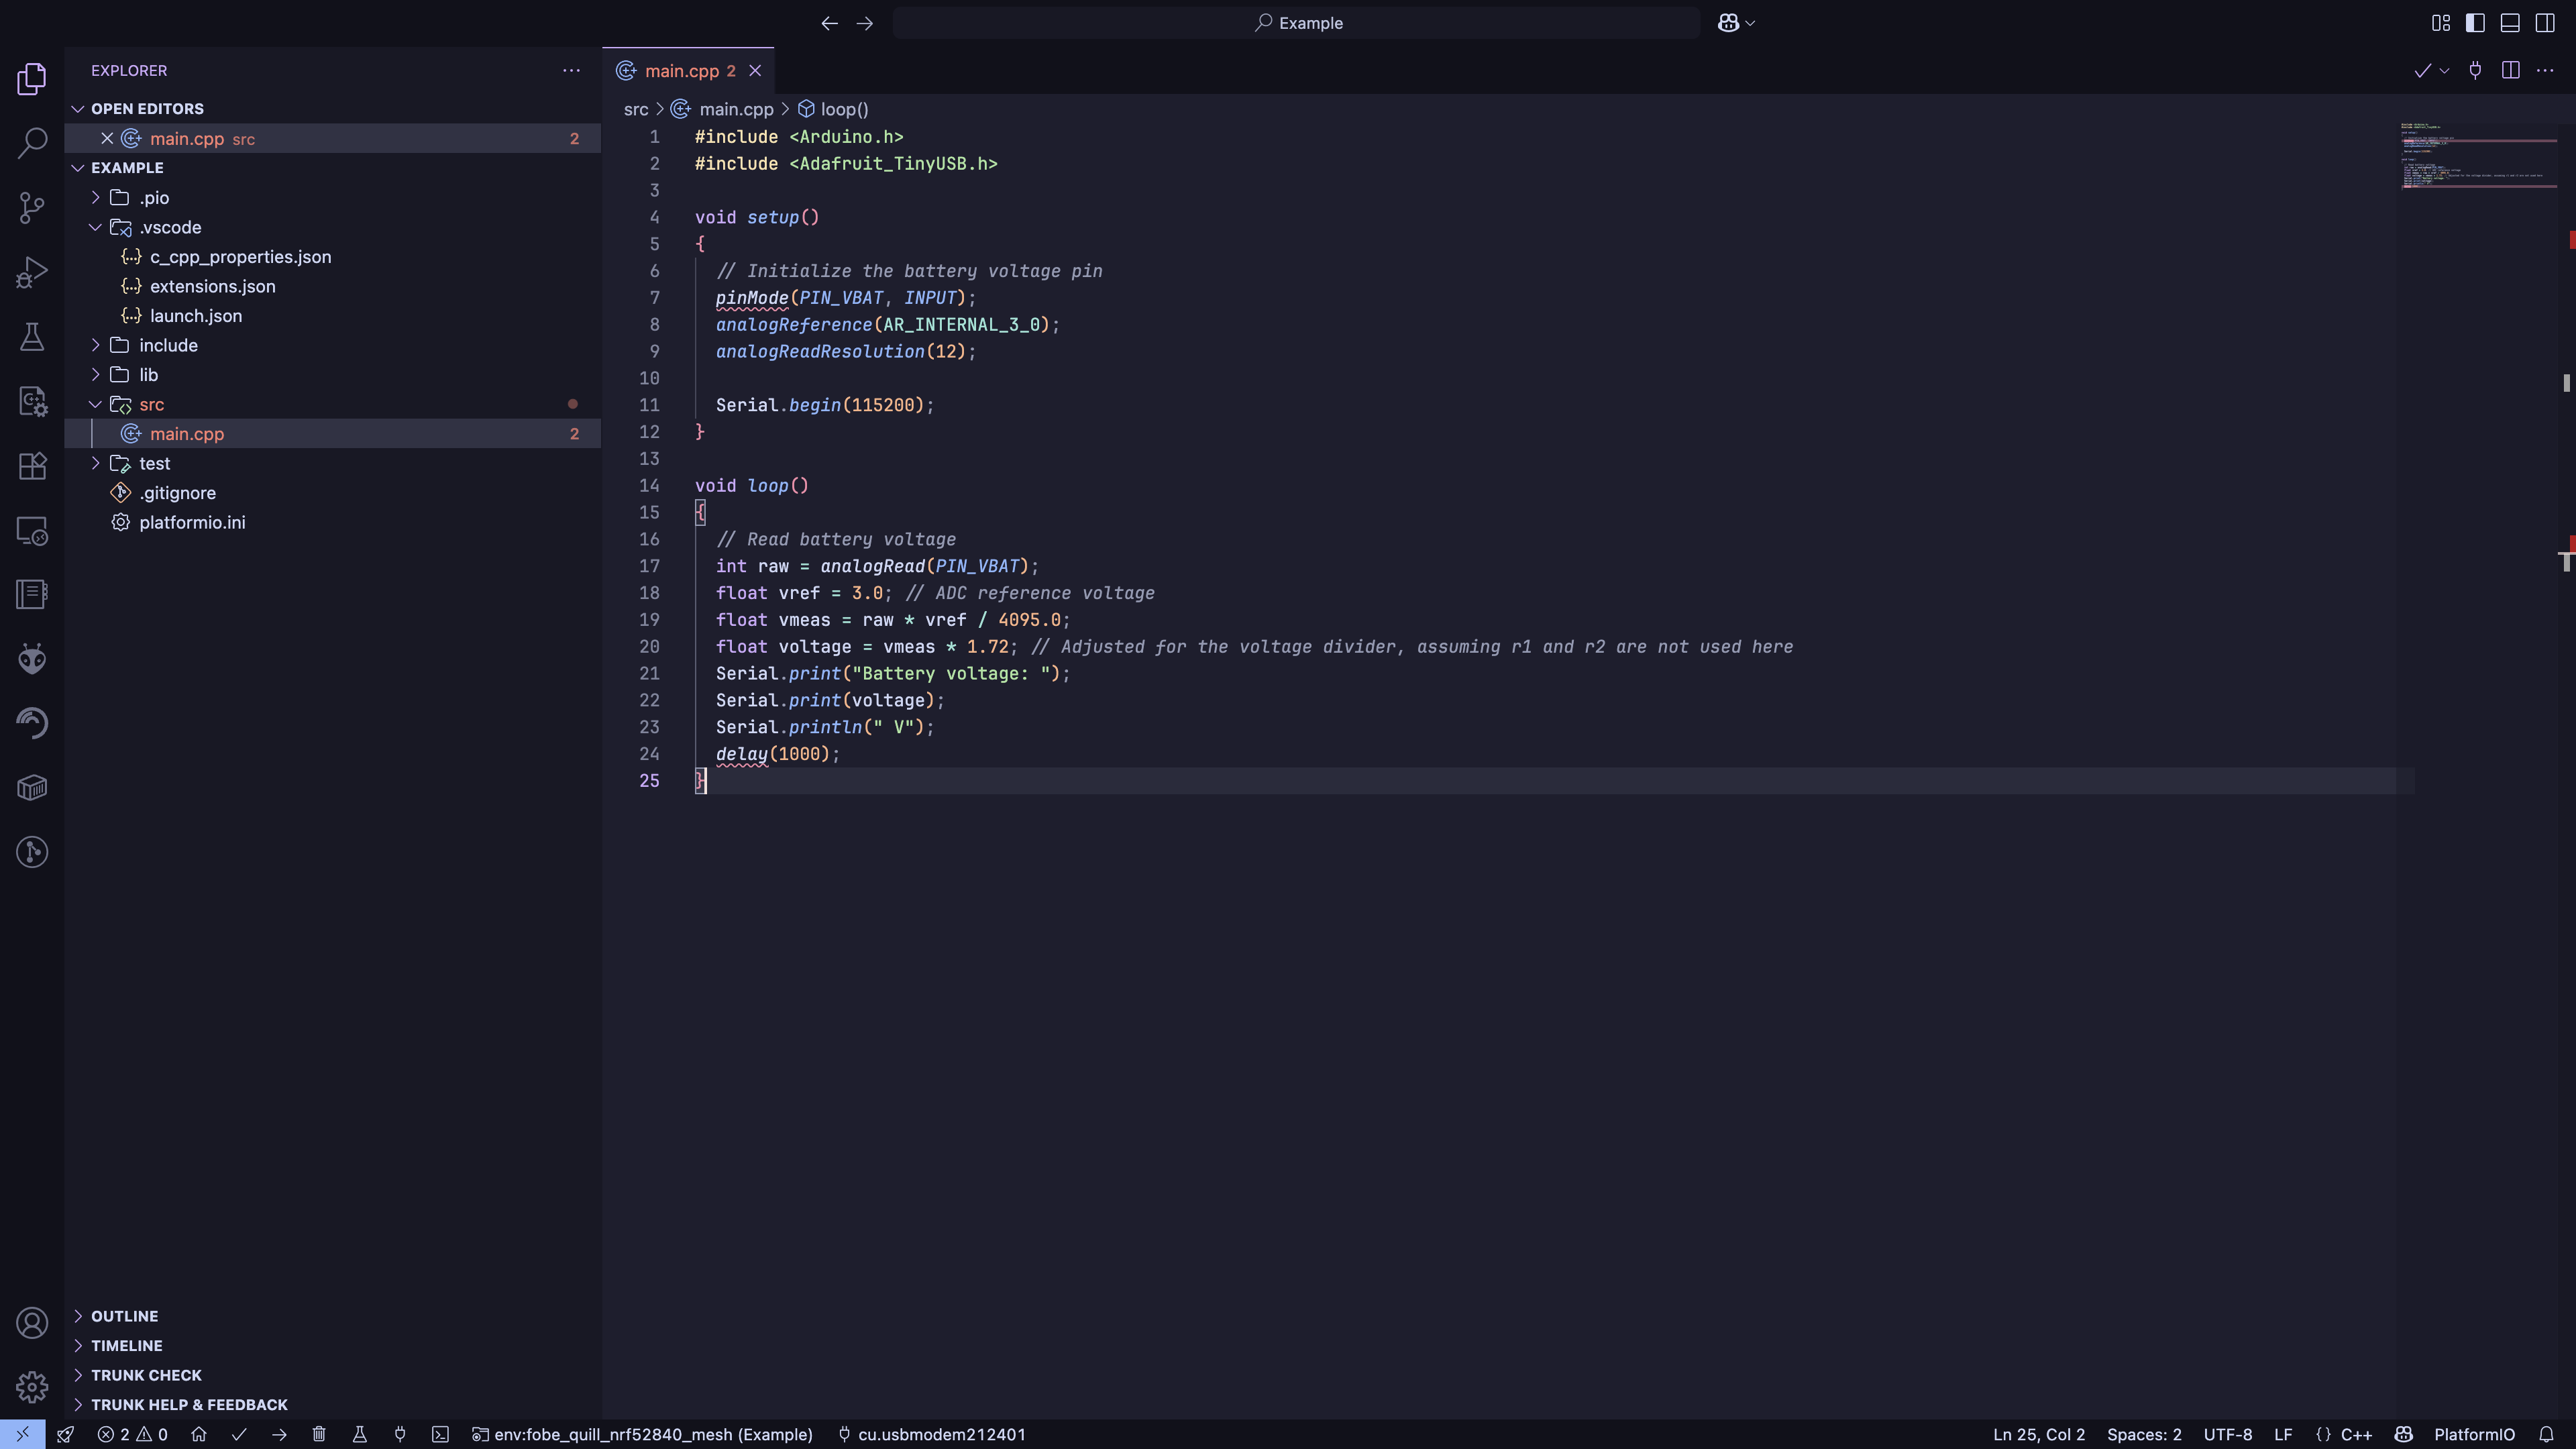 Example
EXPLORER
OPEN EDITORS
main.cpp src 2
EXAMPLE
.pio
.vscode
c_cpp_properties.json
extensions.json
launch.json
include
lib
src
main.cpp 2
test
.gitignore
platformio.ini
OUTLINE
TIMELINE
TRUNK CHECK
TRUNK HELP & FEEDBACK
main.cpp 2
src > main.cpp > loop()
1 #include <Arduino.h>
2 #include <Adafruit_TinyUSB.h>
3
4 void setup()
5 {
6 // Initialize the battery voltage pin
7 pinMode(PIN_VBAT, INPUT);
8 analogReference(AR_INTERNAL_3_0);
9 analogReadResolution(12);
10
11 Serial.begin(115200);
12 }
13
14 void loop()
15 {
16 // Read battery voltage
17 int raw = analogRead(PIN_VBAT);
18 float vref = 3.0; // ADC reference voltage
19 float vmeas = raw * vref / 4095.0;
20 float voltage = vmeas * 1.72; // Adjusted for the voltage divider, assuming r1 and r2 are not used here
21 Serial.print("Battery voltage: ");
22 Serial.print(voltage);
23 Serial.println(" V");
24 delay(1000);
25 }
2 0 env:fobe_quill_nrf52840_mesh (Example) cu.usbmodem212401 Ln 25, Col 2 Spaces: 2 UTF-8 LF {} C++ PlatformIO